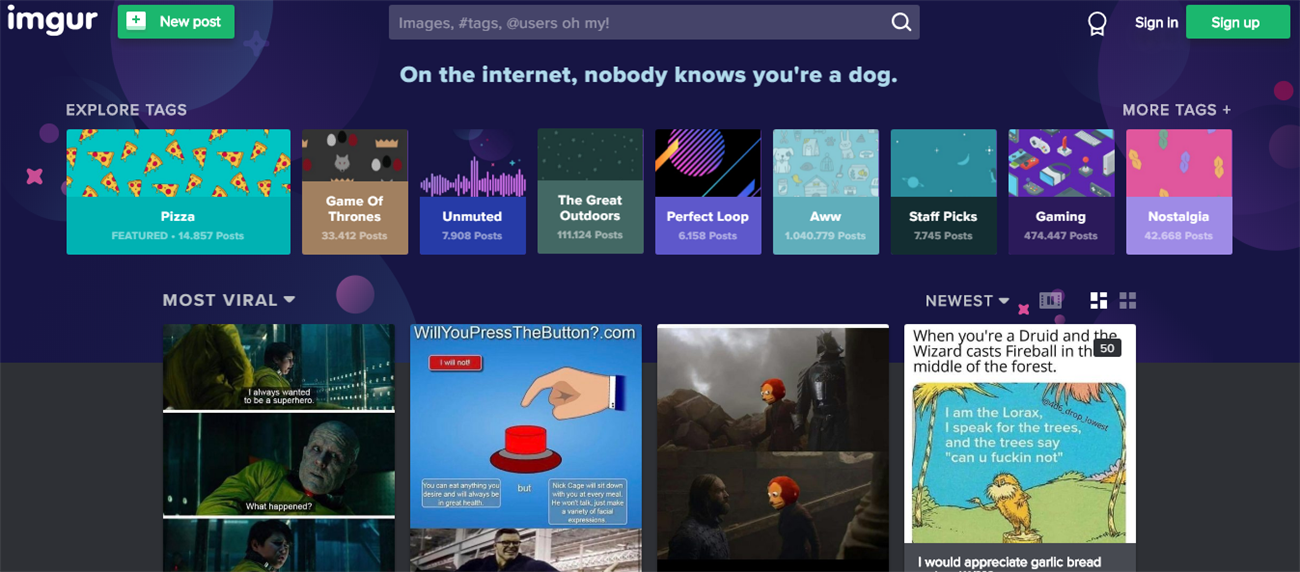 imgur
New post
Images, #tags, @users oh my!
Sign in
Sign up
On the internet, nobody knows you're a dog.
EXPLORE TAGS
MORE TAGS +
Pizza
FEATURED • 14.857 Posts
Game Of
Thrones
33.412 Posts
Unmuted
7.908 Posts
The Great
Outdoors
111.124 Posts
Perfect Loop
6.158 Posts
Aww
1.040.779 Posts
Staff Picks
7.745 Posts
Gaming
474.447 Posts
Nostalgia
42.668 Posts
MOST VIRAL
NEWEST
I always wanted
to be a superhero.
What happened?
WillYouPressTheButton?.com
I will not!
You can eat anything you
desire and will always be
in great health.
but
Nick Cage will sit down
with you at every meal.
He won't talk, just make
a variety of facial
expressions.
When you're a Druid and the
Wizard casts Fireball in the
50
middle of the forest.
@406_drop_lowest
I am the Lorax,
I speak for the trees,
and the trees say
"can u fuckin not"
I would appreciate garlic bread